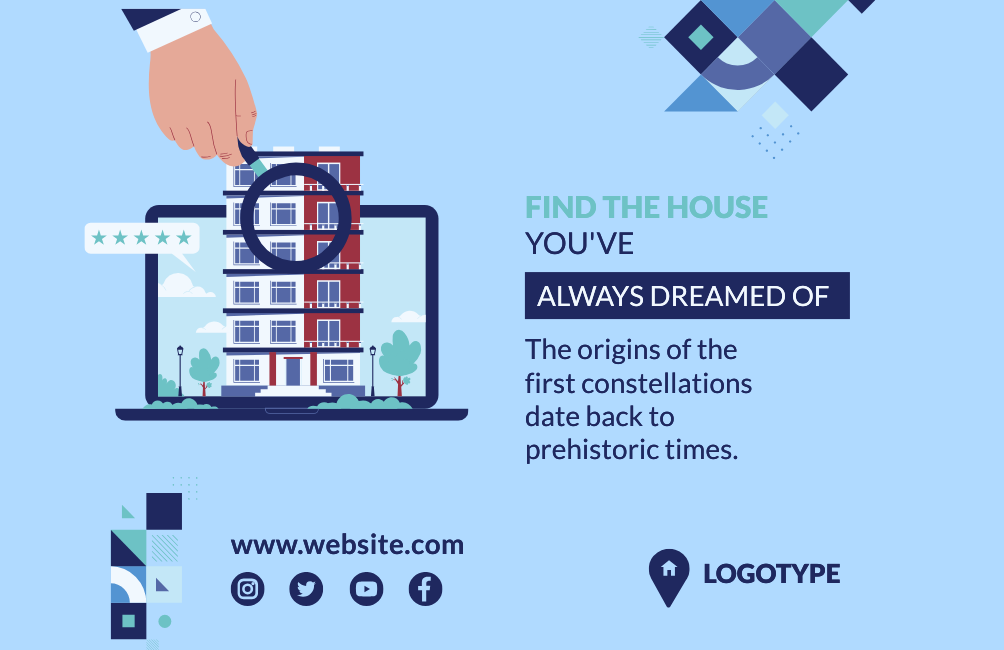 FIND THE HOUSE
YOU'VE
ALWAYS DREAMED OF
The origins of the
first constellations
date back to
prehistoric times.
www.website.com
LOGOTYPE